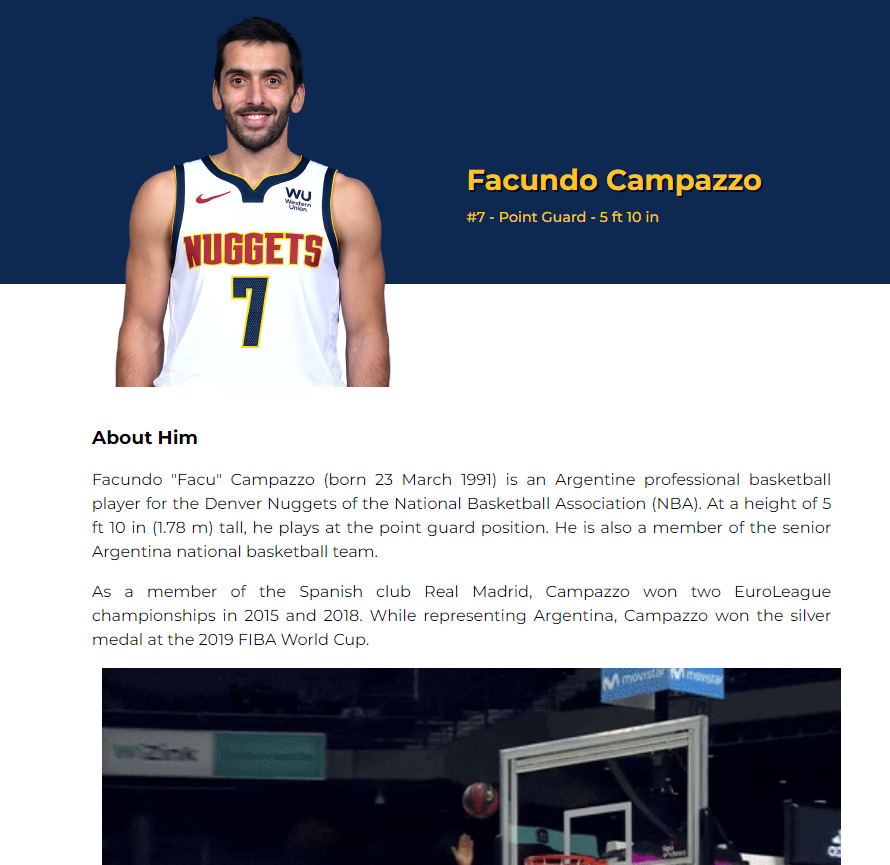 WU
Western
Union
NUGGETS
7
Facundo Campazzo
#7 - Point Guard - 5 ft 10 in
About Him
Facundo "Facu" Campazzo (born 23 March 1991) is an Argentine professional basketball
player for the Denver Nuggets of the National Basketball Association (NBA). At a height of 5
ft 10 in (1.78 m) tall, he plays at the point guard position. He is also a member of the senior
Argentina national basketball team.
As a member of the Spanish club Real Madrid, Campazzo won two EuroLeague
championships in 2015 and 2018. While representing Argentina, Campazzo won the silver
medal at the 2019 FIBA World Cup.
movistar movistar
wizink